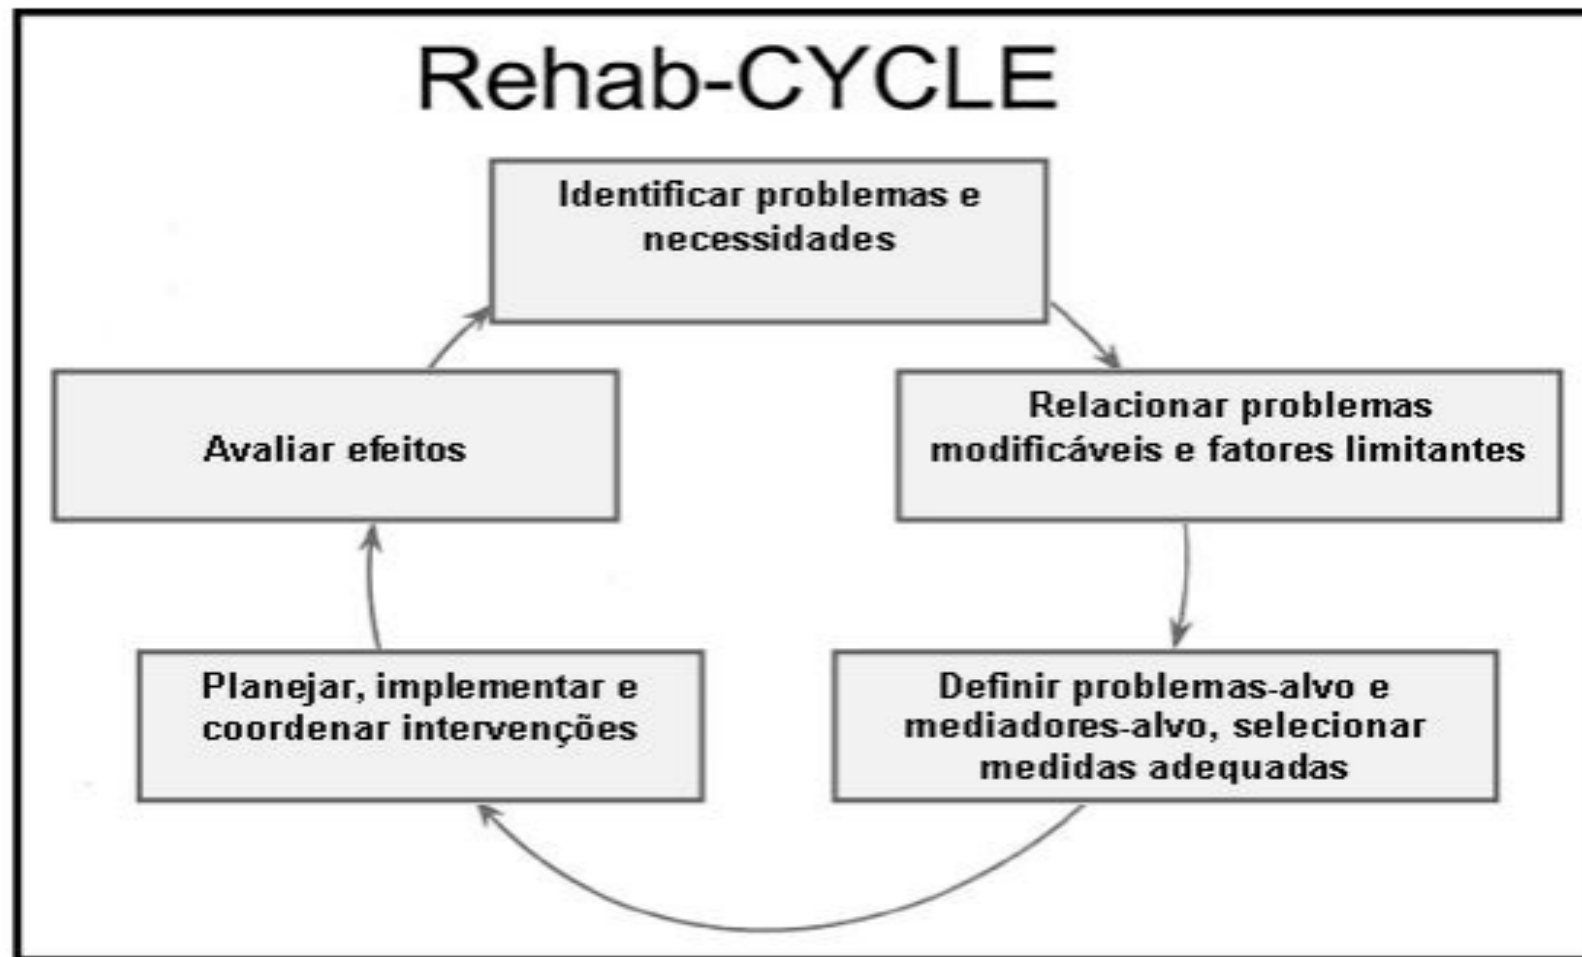 Rehab-CYCLE
Identificar problemas e
necessidades
Relacionar problemas
modificáveis e fatores limitantes
Definir problemas-alvo e
mediadores-alvo, selecionar
medidas adequadas
Planejar, implementar e
coordenar intervenções
Avaliar efeitos